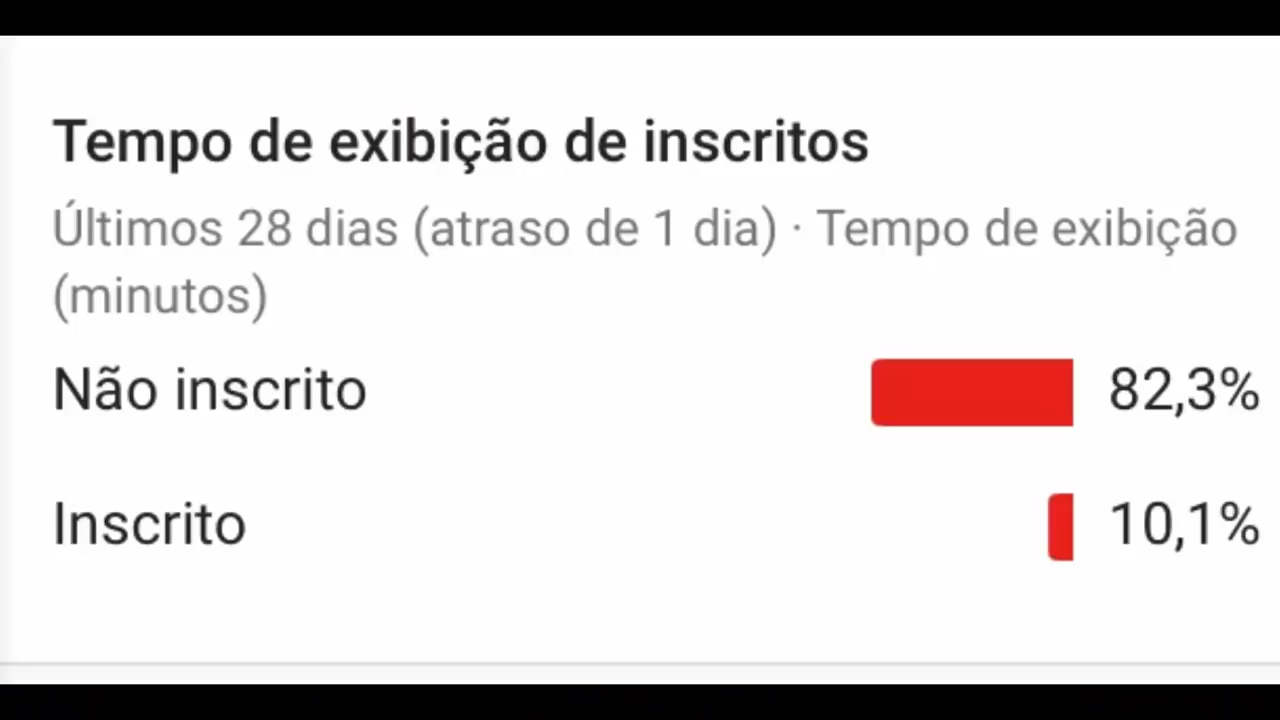 Tempo de exibição de inscritos
Últimos 28 dias (atraso de 1 dia) · Tempo de exibição
(minutos)
Não inscrito 82,3%
Inscrito 10,1%